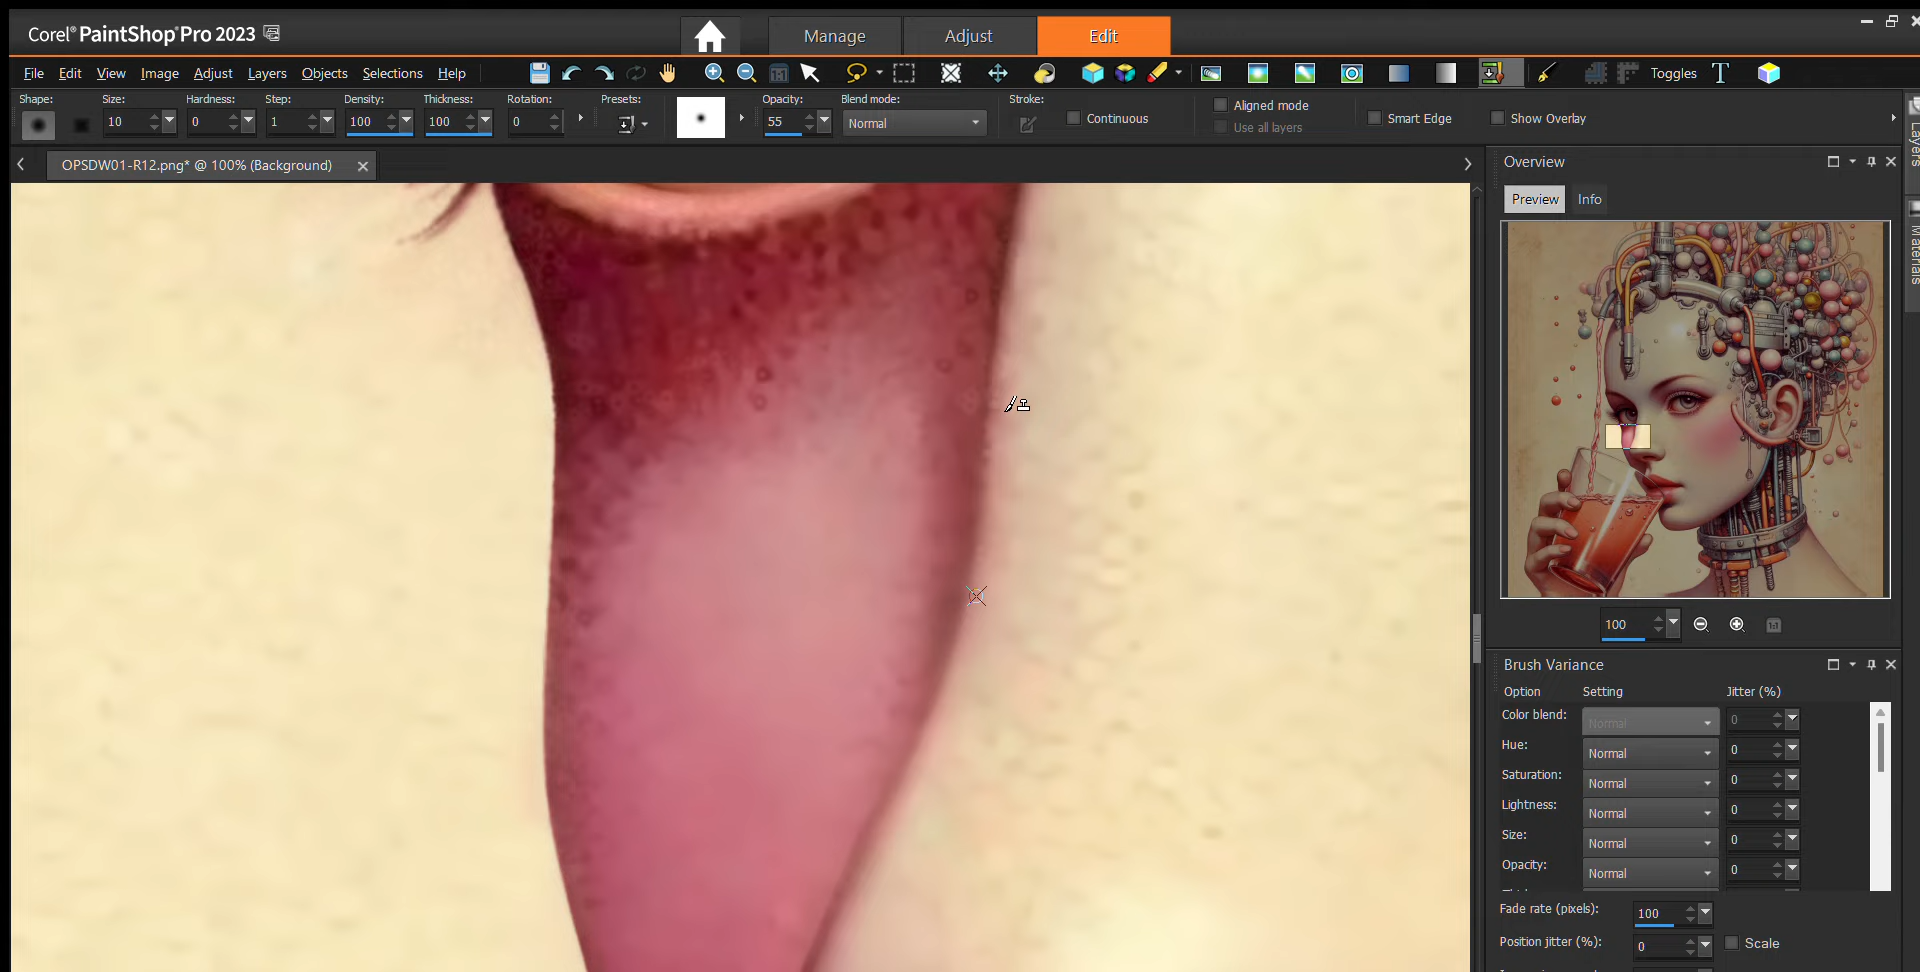 Corel® PaintShop® Pro 2023
Manage
Adjust
Edit
File
Edit
View
Image
Adjust
Layers
Objects
Selections
Help
1:1
Toggles
Shape:
Size:
Hardness:
Step:
Density:
Thickness:
Rotation:
Presets:
Opacity:
Blend mode:
Stroke:
10
0
1
100
100
0
55
Normal
Continuous
Aligned mode
Use all layers
Smart Edge
Show Overlay
OPSDW01-R12.png* @ 100% (Background)
Overview
Preview
Info
Layers
Materials
100
1:1
Brush Variance
Option
Setting
Jitter (%)
Color blend:
Normal
0
Hue:
Normal
0
Saturation:
Normal
0
Lightness:
Normal
0
Size:
Normal
0
Opacity:
Normal
0
Fade rate (pixels):
100
Position jitter (%):
0
Scale